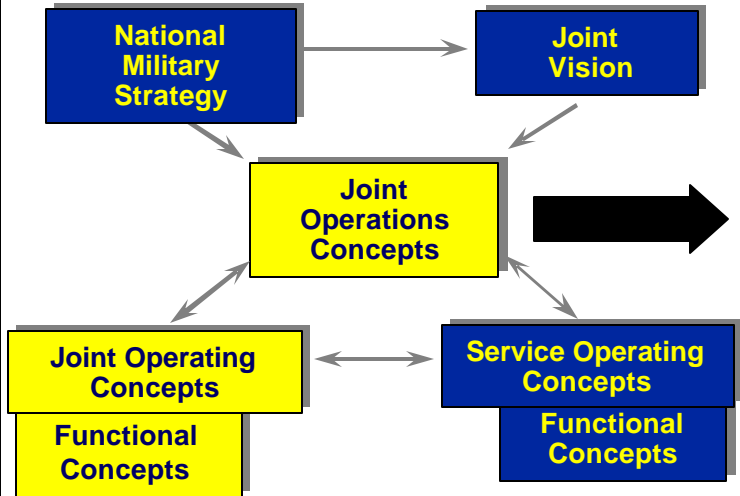 National
Military
Strategy
Joint
Vision
Joint
Operations
Concepts
Joint Operating
Concepts
Functional
Concepts
Service Operating
Concepts
Functional
Concepts